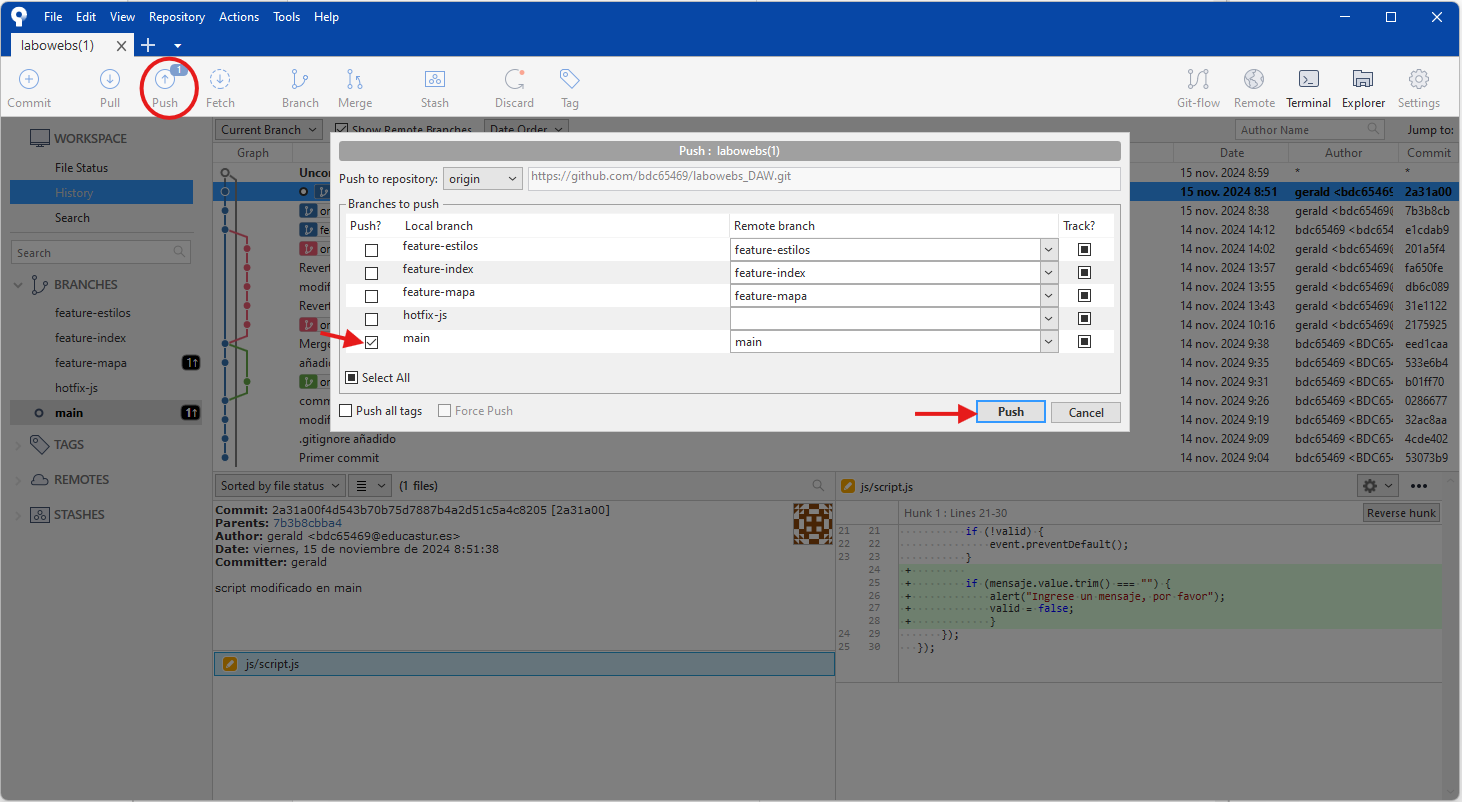 File Edit View Repository Actions Tools Help
labowebs(1)
Commit Pull Push 1 Fetch Branch Merge Stash Discard Tag Git-flow Remote Terminal Explorer Settings
WORKSPACE
File Status
History
Search
Search
BRANCHES
feature-estilos
feature-index
feature-mapa 1↑
hotfix-js
main 1↑
TAGS
REMOTES
STASHES
Current Branch Show Remote Branches Date Order Author Name Jump to:
Graph Date Author Commit
Uncon 15 nov. 2024 8:59 * *
15 nov. 2024 8:51 gerald <bdc65469 2a31a00
15 nov. 2024 8:38 gerald <bdc65469@ 7b3b8cb
14 nov. 2024 14:12 bdc65469 <bdc654 e1cdab9
14 nov. 2024 14:02 gerald <bdc65469@ 201a5f4
Revert 14 nov. 2024 13:57 gerald <bdc65469@ fa650fe
modif 14 nov. 2024 13:55 gerald <bdc65469@ db6c089
Revert 14 nov. 2024 13:43 gerald <bdc65469@ 31e1122
14 nov. 2024 10:16 gerald <bdc65469@ 2175925
Merge 14 nov. 2024 9:38 bdc65469 <BDC65 eed1caa
añadic 14 nov. 2024 9:35 bdc65469 <BDC65 533e6b4
14 nov. 2024 9:31 bdc65469 <BDC65 b01ff70
comm 14 nov. 2024 9:26 bdc65469 <BDC65 0286677
modif 14 nov. 2024 9:19 bdc65469 <BDC65 32ac8aa
.gitignore añadido 14 nov. 2024 9:09 bdc65469 <BDC65 4cde402
Primer commit 14 nov. 2024 9:04 bdc65469 <BDC65 53073b9
Push : labowebs(1)
Push to repository: origin https://github.com/bdc65469/labowebs_DAW.git
Branches to push
Push? Local branch Remote branch Track?
feature-estilos feature-estilos
feature-index feature-index
feature-mapa feature-mapa
hotfix-js
main main
Select All
Push all tags Force Push Push Cancel
Sorted by file status (1 files)
Commit: 2a31a00f4d543b70b75d7887b4a2d51c5a4c8205 [2a31a00]
Parents: 7b3b8cbba4
Author: gerald <bdc65469@educastur.es>
Date: viernes, 15 de noviembre de 2024 8:51:38
Committer: gerald
script modificado en main
js/script.js
js/script.js
Hunk 1 : Lines 21-30 Reverse hunk
21 21 if (!valid) {
22 22 event.preventDefault();
23 23 }
24 +
25 + if (mensaje.value.trim() === "") {
26 + alert("Ingrese un mensaje, por favor");
27 + valid = false;
28 + }
24 29 });
25 30 });